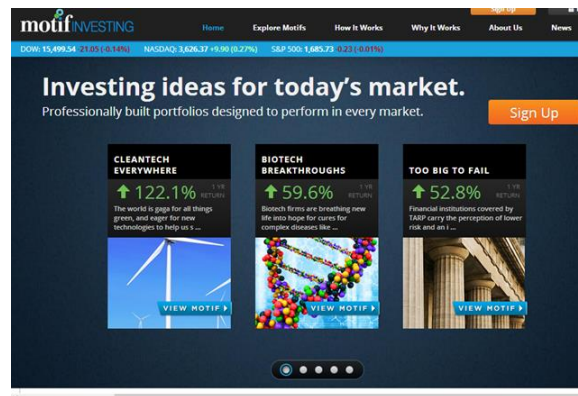 Sign Up
motifINVESTING
Home Explore Motifs How It Works Why It Works About Us News
DOW: 15,499.54 -21.05 (-0.14%) NASDAQ: 3,626.37 +9.90 (0.27%) S&P 500: 1,685.73 -0.23 (-0.01%)
Investing ideas for today's market.
Professionally built portfolios designed to perform in every market.
Sign Up
CLEANTECH
EVERYWHERE
122.1% 1 YR
RETURN
The world is gaga for all things
green, and eager for new
technologies to help us s ...
VIEW MOTIF
BIOTECH
BREAKTHROUGHS
59.6% 1 YR
RETURN
Biotech firms are breathing new
life into hope for cures for
complex diseases like ...
VIEW MOTIF
TOO BIG TO FAIL
52.8% 1 YR
RETURN
Financial institutions covered by
TARP carry the perception of lower
risk and an i ...
VIEW MOTIF